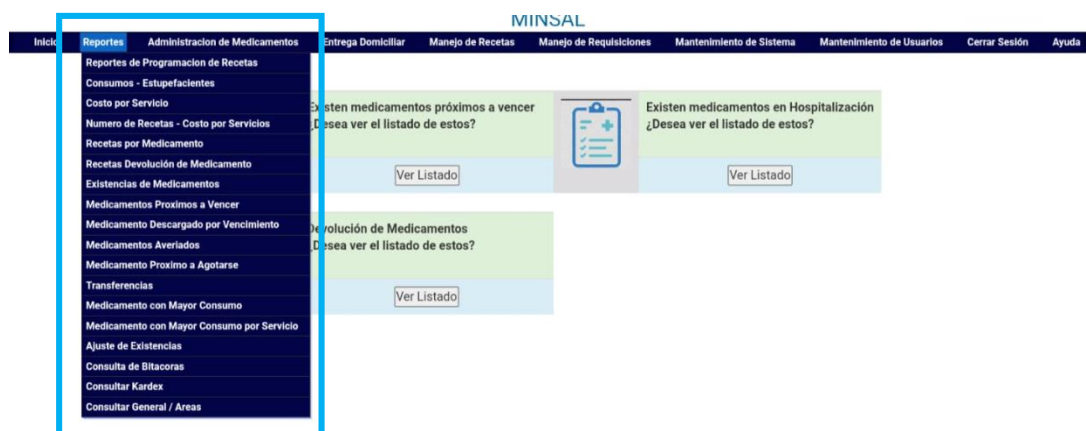 MINSAL
Inicio Reportes Administracion de Medicamentos Entrega Domiciliar Manejo de Recetas Manejo de Requisiciones Mantenimiento de Sistema Mantenimiento de Usuarios Cerrar Sesión Ayuda
Reportes de Programacion de Recetas
Consumos - Estupefacientes
Costo por Servicio
Numero de Recetas - Costo por Servicios
Recetas por Medicamento
Recetas Devolución de Medicamento
Existencias de Medicamentos
Medicamentos Proximos a Vencer
Medicamento Descargado por Vencimiento
Medicamentos Averiados
Medicamento Proximo a Agotarse
Transferencias
Medicamento con Mayor Consumo
Medicamento con Mayor Consumo por Servicio
Ajuste de Existencias
Consulta de Bitacoras
Consultar Kardex
Consultar General / Areas
Existen medicamentos próximos a vencer
¿Desea ver el listado de estos?
Ver Listado
Existen medicamentos en Hospitalización
¿Desea ver el listado de estos?
Ver Listado
Devolución de Medicamentos
¿Desea ver el listado de estos?
Ver Listado